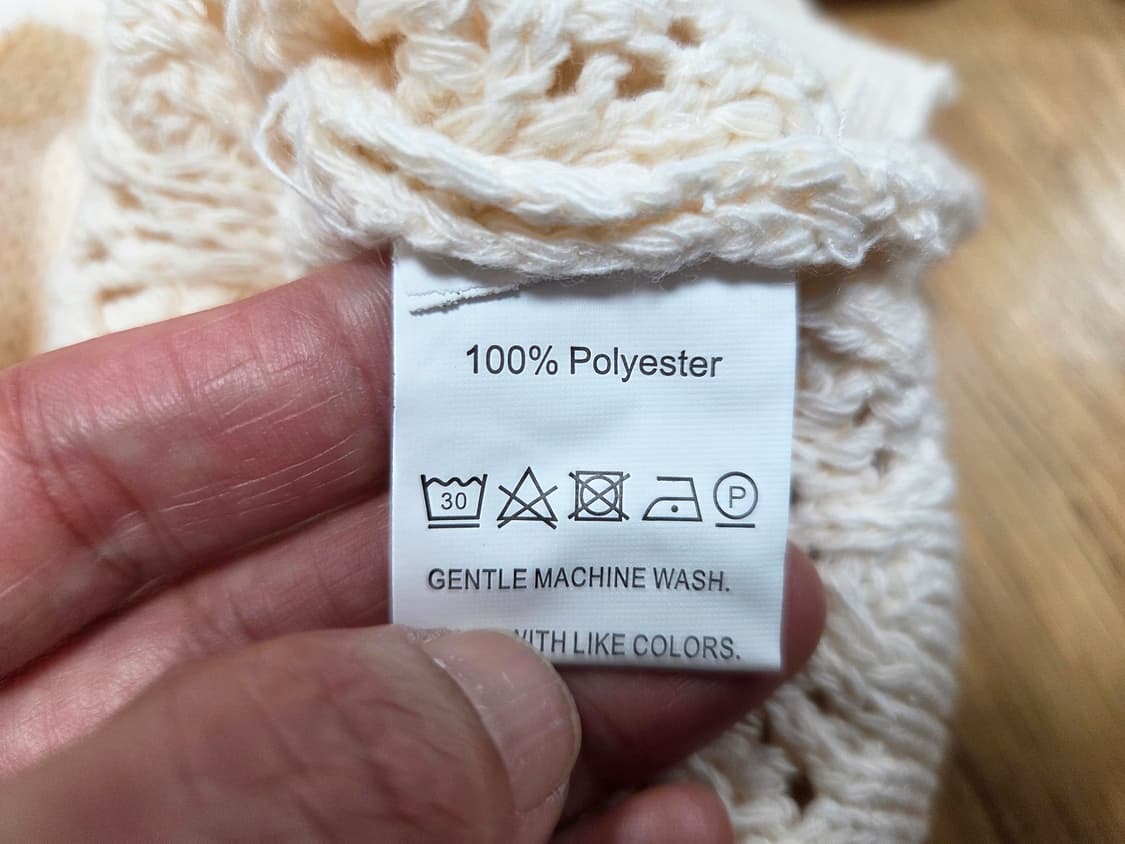 100% Polyester
30 P
GENTLE MACHINE WASH.
WITH LIKE COLORS.